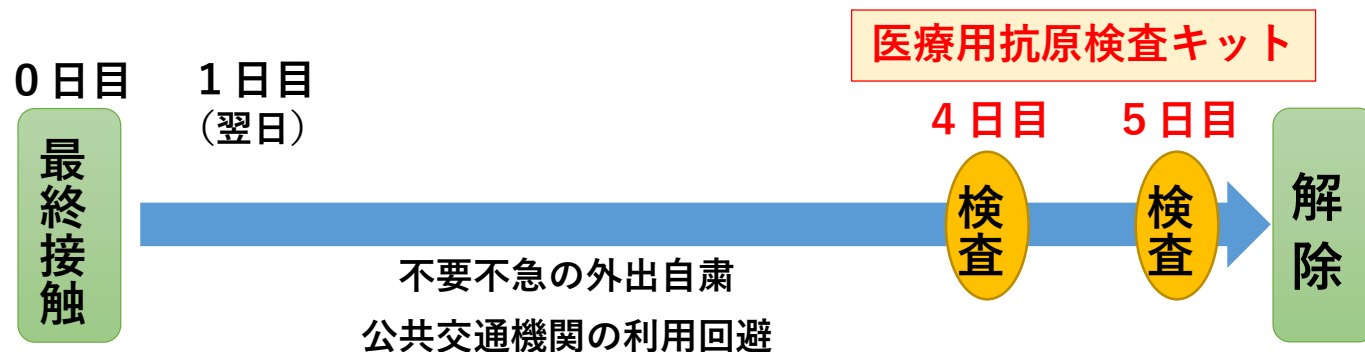 医療用抗原検査キット
0日目
1日目
（翌日）
4日目
5日目
最終接触
検査
検査
解除
不要不急の外出自粛
公共交通機関の利用回避